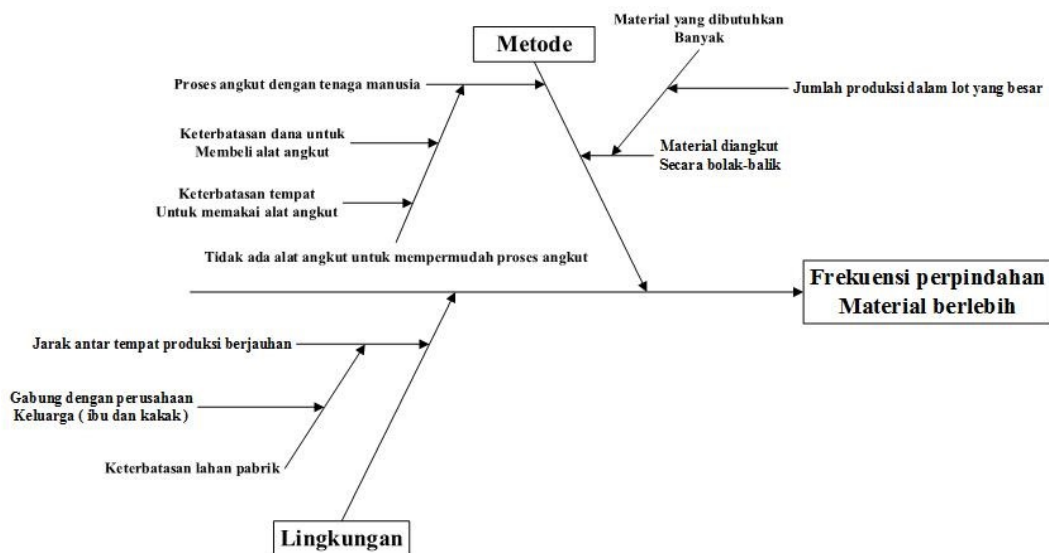 Material yang dibutuhkan
Banyak
Metode
Proses angkut dengan tenaga manusia
Jumlah produksi dalam lot yang besar
Keterbatasan dana untuk
Membeli alat angkut
Material diangkut
Secara bolak-balik
Keterbatasan tempat
Untuk memakai alat angkut
Tidak ada alat angkut untuk mempermudah proses angkut
Frekuensi perpindahan
Material berlebih
Jarak antar tempat produksi berjauhan
Gabung dengan perusahaan
Keluarga ( ibu dan kakak )
Keterbatasan lahan pabrik
Lingkungan